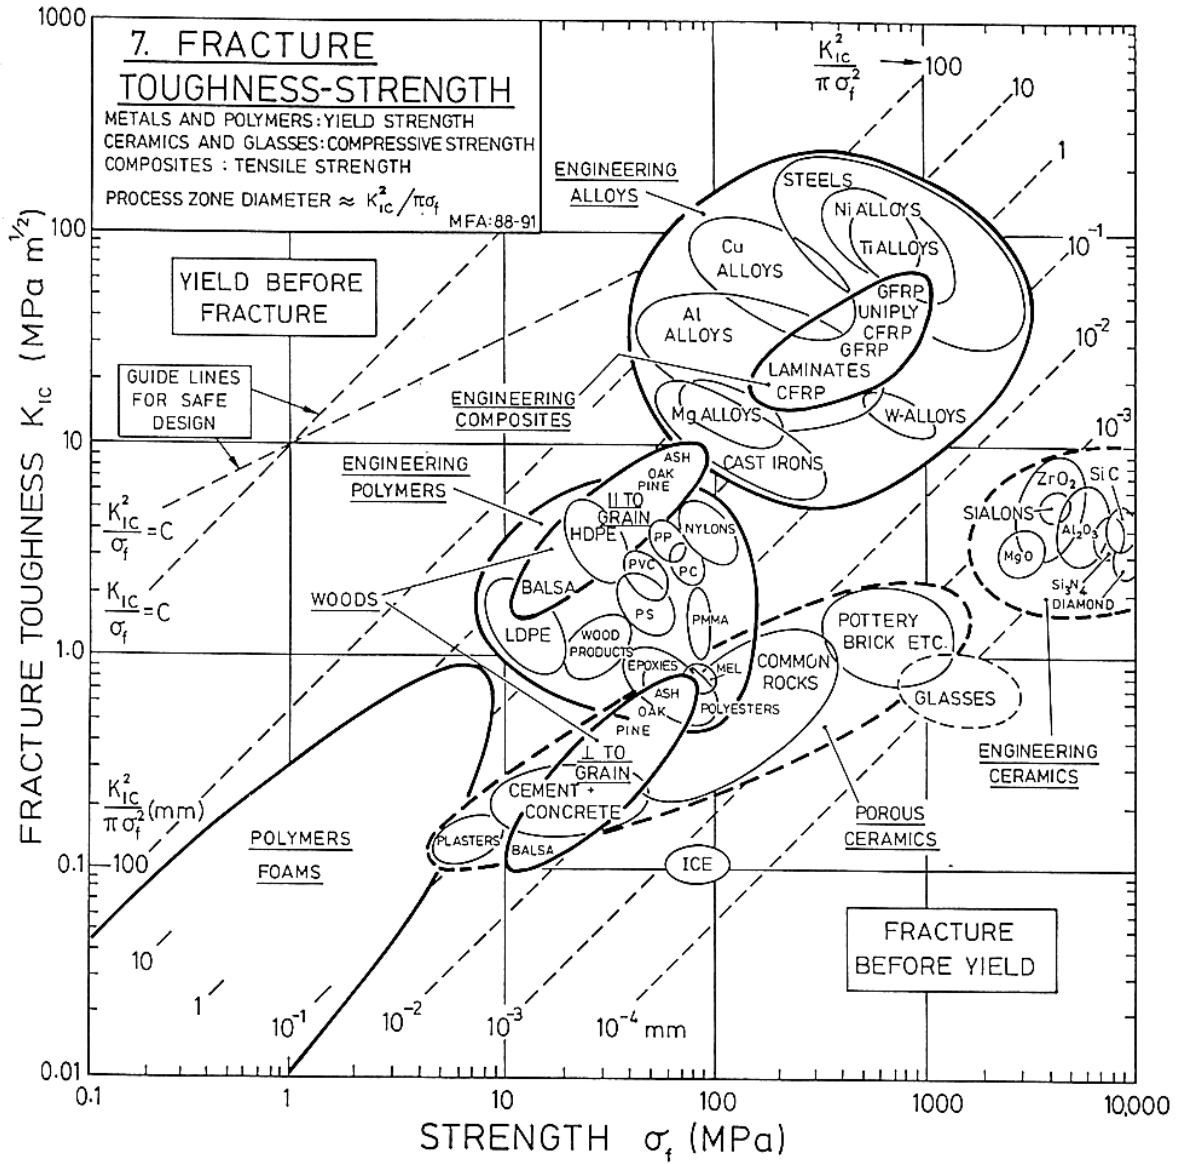 1000
7. FRACTURE
TOUGHNESS-STRENGTH
METALS AND POLYMERS: YIELD STRENGTH
CERAMICS AND GLASSES: COMPRESSIVE STRENGTH
COMPOSITES : TENSILE STRENGTH
PROCESS ZONE DIAMETER ≈ K²IC/πσf
MFA:88-91
K²IC
πσ²f
100
10
1
10⁻¹
10⁻²
10⁻³
ENGINEERING
ALLOYS
STEELS
Ni ALLOYS
Ti ALLOYS
Cu
ALLOYS
100
YIELD BEFORE
FRACTURE
Al
ALLOYS
GFRP
UNIPLY
CFRP
GFRP
LAMINATES
CFRP
GUIDE LINES
FOR SAFE
DESIGN
ENGINEERING
COMPOSITES
Mg ALLOYS
W-ALLOYS
CAST IRONS
10
ENGINEERING
POLYMERS
ASH
OAK
PINE
|| TO
GRAIN
HDPE
PP
NYLONS
PVC
PC
BALSA
PS
PMMA
WOODS
LDPE
WOOD
PRODUCTS
ZrO₂
SiC
SIALONS
Al₂O₃
MgO
Si₃N₄
DIAMOND
K²IC
σf
=C
KIC
σf
=C
POTTERY
BRICK ETC.
1.0
EPOXIES
MEL
COMMON
ROCKS
ASH
OAK
PINE
POLYESTERS
GLASSES
⊥ TO
GRAIN
ENGINEERING
CERAMICS
K²IC
πσ²f
(mm)
CEMENT +
CONCRETE
POROUS
CERAMICS
POLYMERS
FOAMS
PLASTERS
BALSA
ICE
0.1
100
10
1
10⁻¹
10⁻²
10⁻³
10⁻⁴ mm
FRACTURE
BEFORE YIELD
0.01
0.1
1
10
100
1000
10,000
STRENGTH σf (MPa)
FRACTURE TOUGHNESS KIC (MPa m1/2)